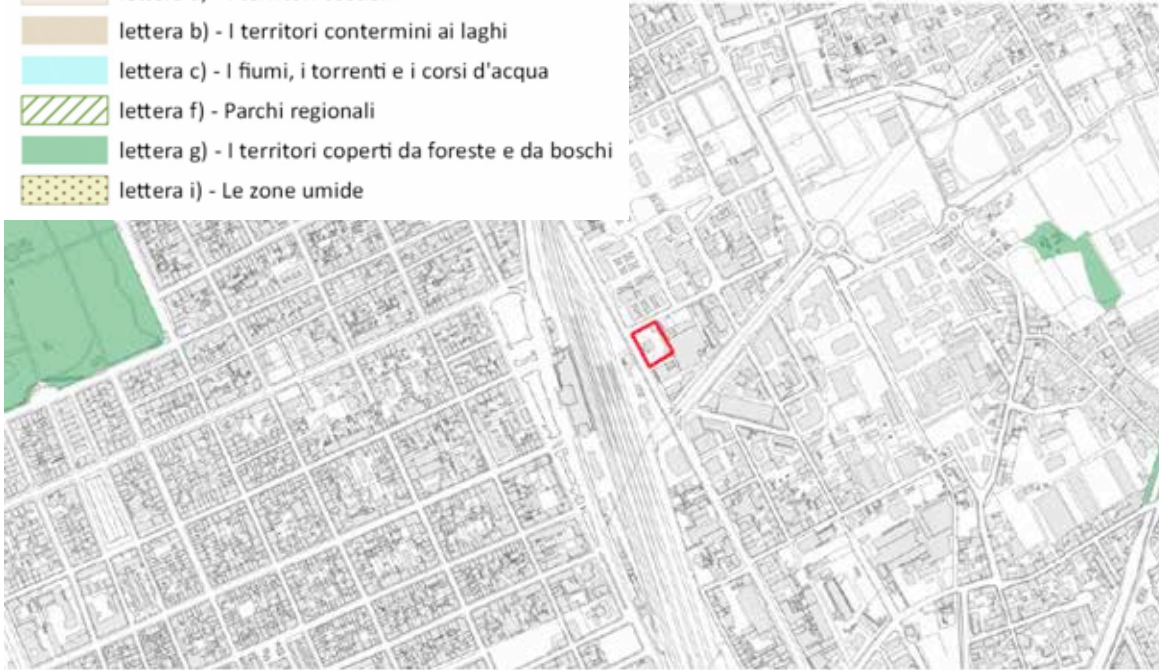 lettera b) - I territori contermini ai laghi
lettera c) - I fiumi, i torrenti e i corsi d'acqua
lettera f) - Parchi regionali
lettera g) - I territori coperti da foreste e da boschi
lettera i) - Le zone umide